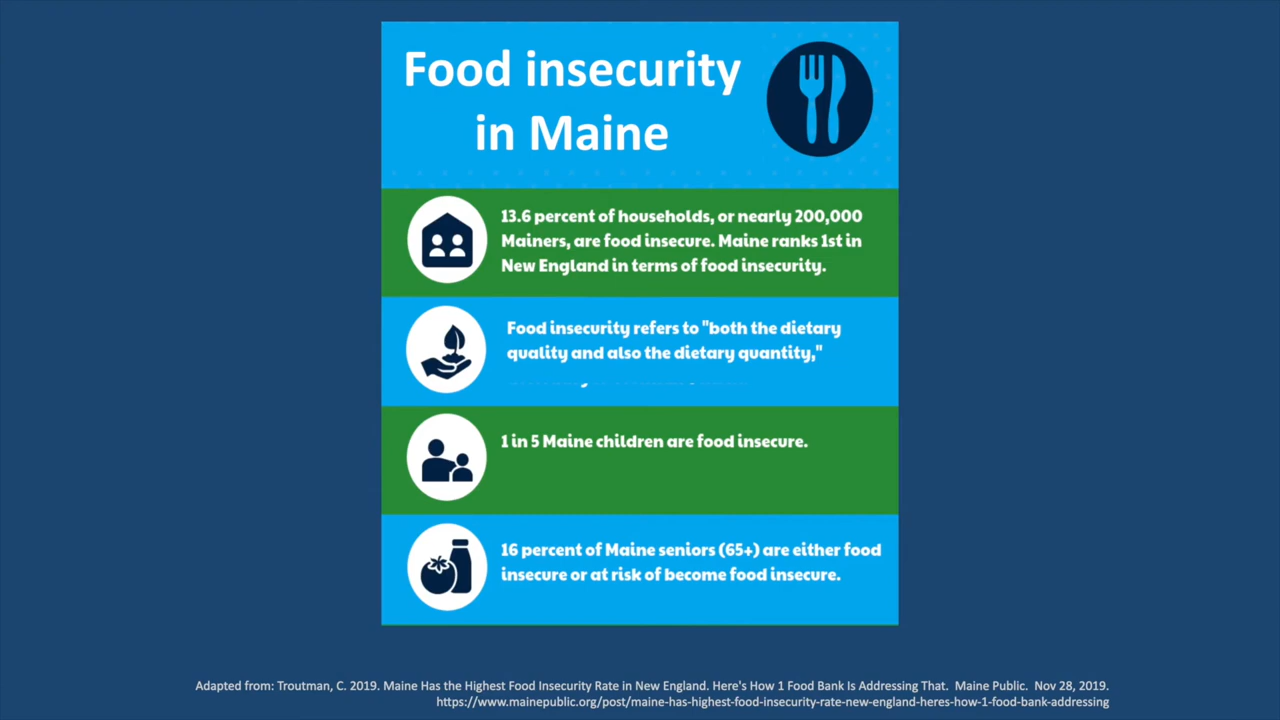 Food insecurity
in Maine
13.6 percent of households, or nearly 200,000
Mainers, are food insecure. Maine ranks 1st in
New England in terms of food insecurity.
Food insecurity refers to "both the dietary
quality and also the dietary quantity,"
1 in 5 Maine children are food insecure.
16 percent of Maine seniors (65+) are either food
insecure or at risk of become food insecure.
Adapted from: Troutman, C. 2019. Maine Has the Highest Food Insecurity Rate in New England. Here's How 1 Food Bank Is Addressing That. Maine Public. Nov 28, 2019.
https://www.mainepublic.org/post/maine-has-highest-food-insecurity-rate-new-england-heres-how-1-food-bank-addressing